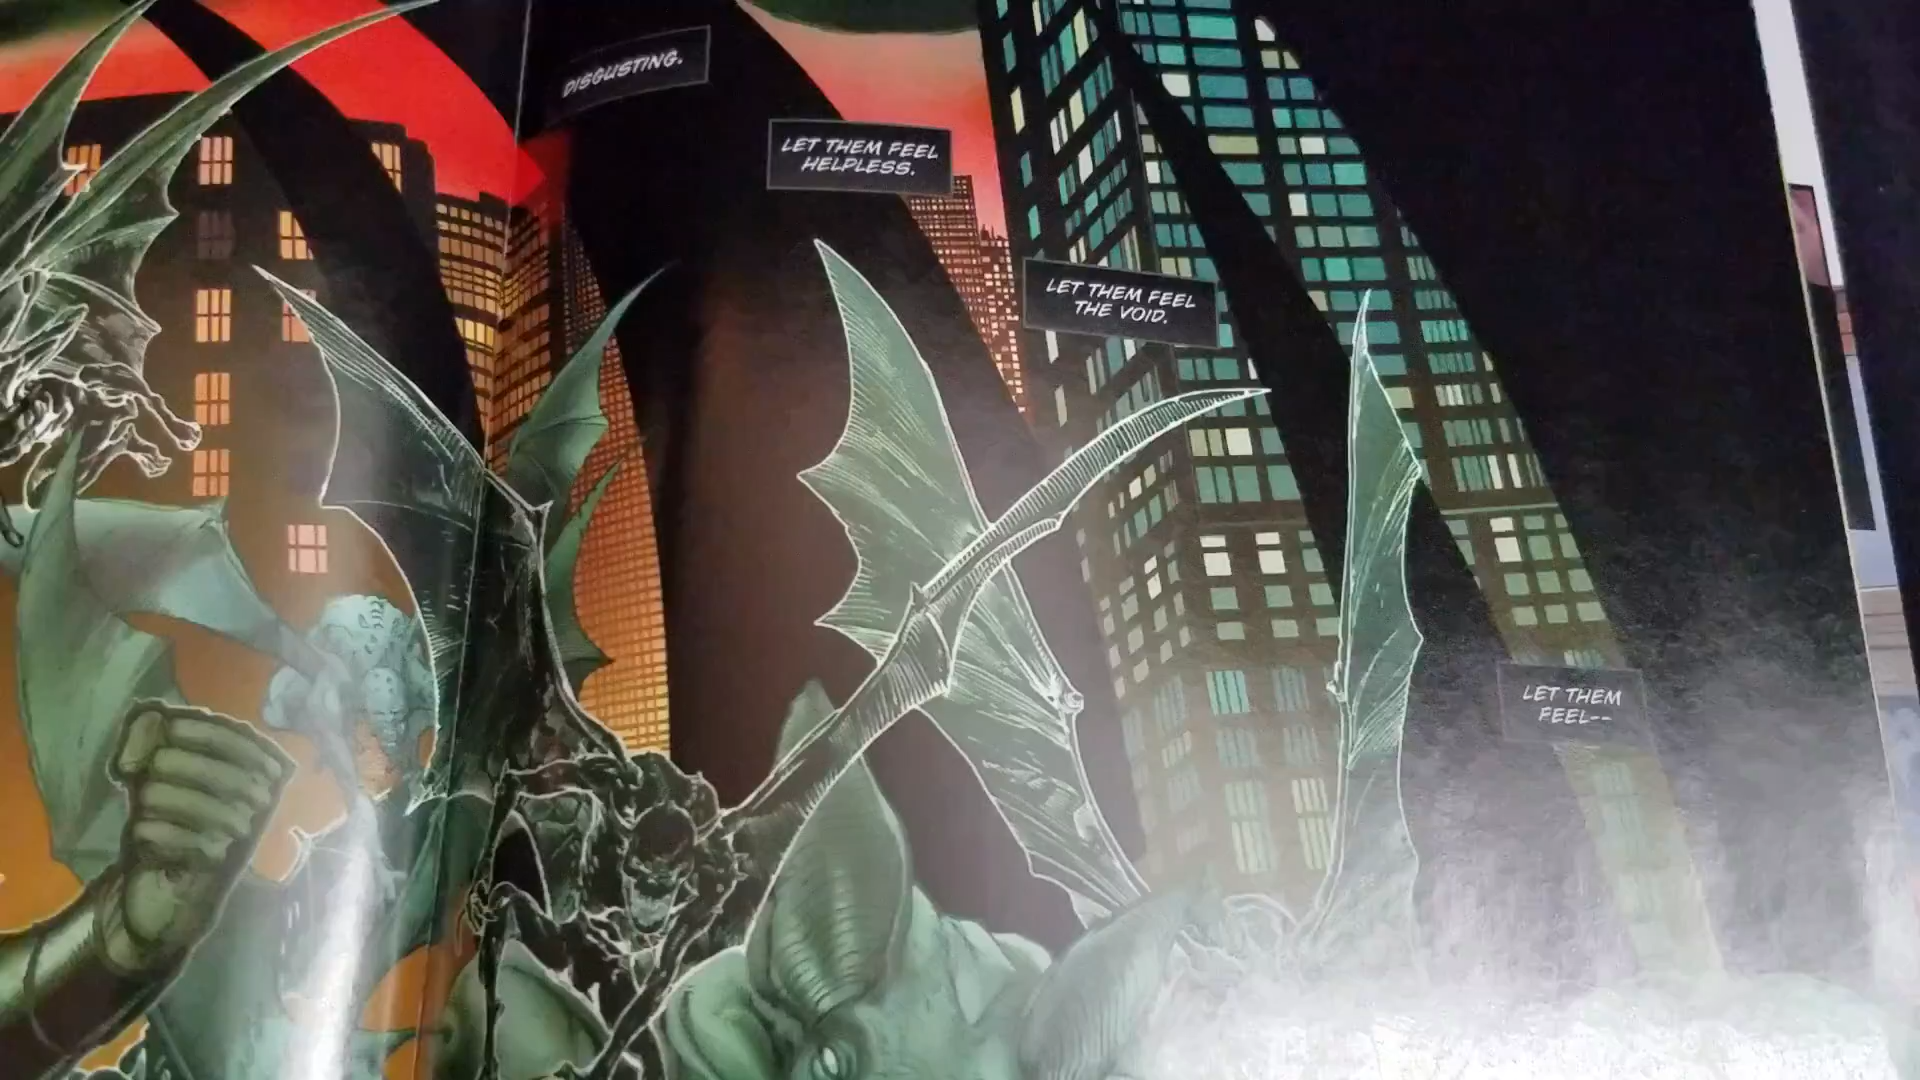 DISGUSTING.
LET THEM FEEL
HELPLESS.
LET THEM FEEL
THE VOID.
LET THEM
FEEL--